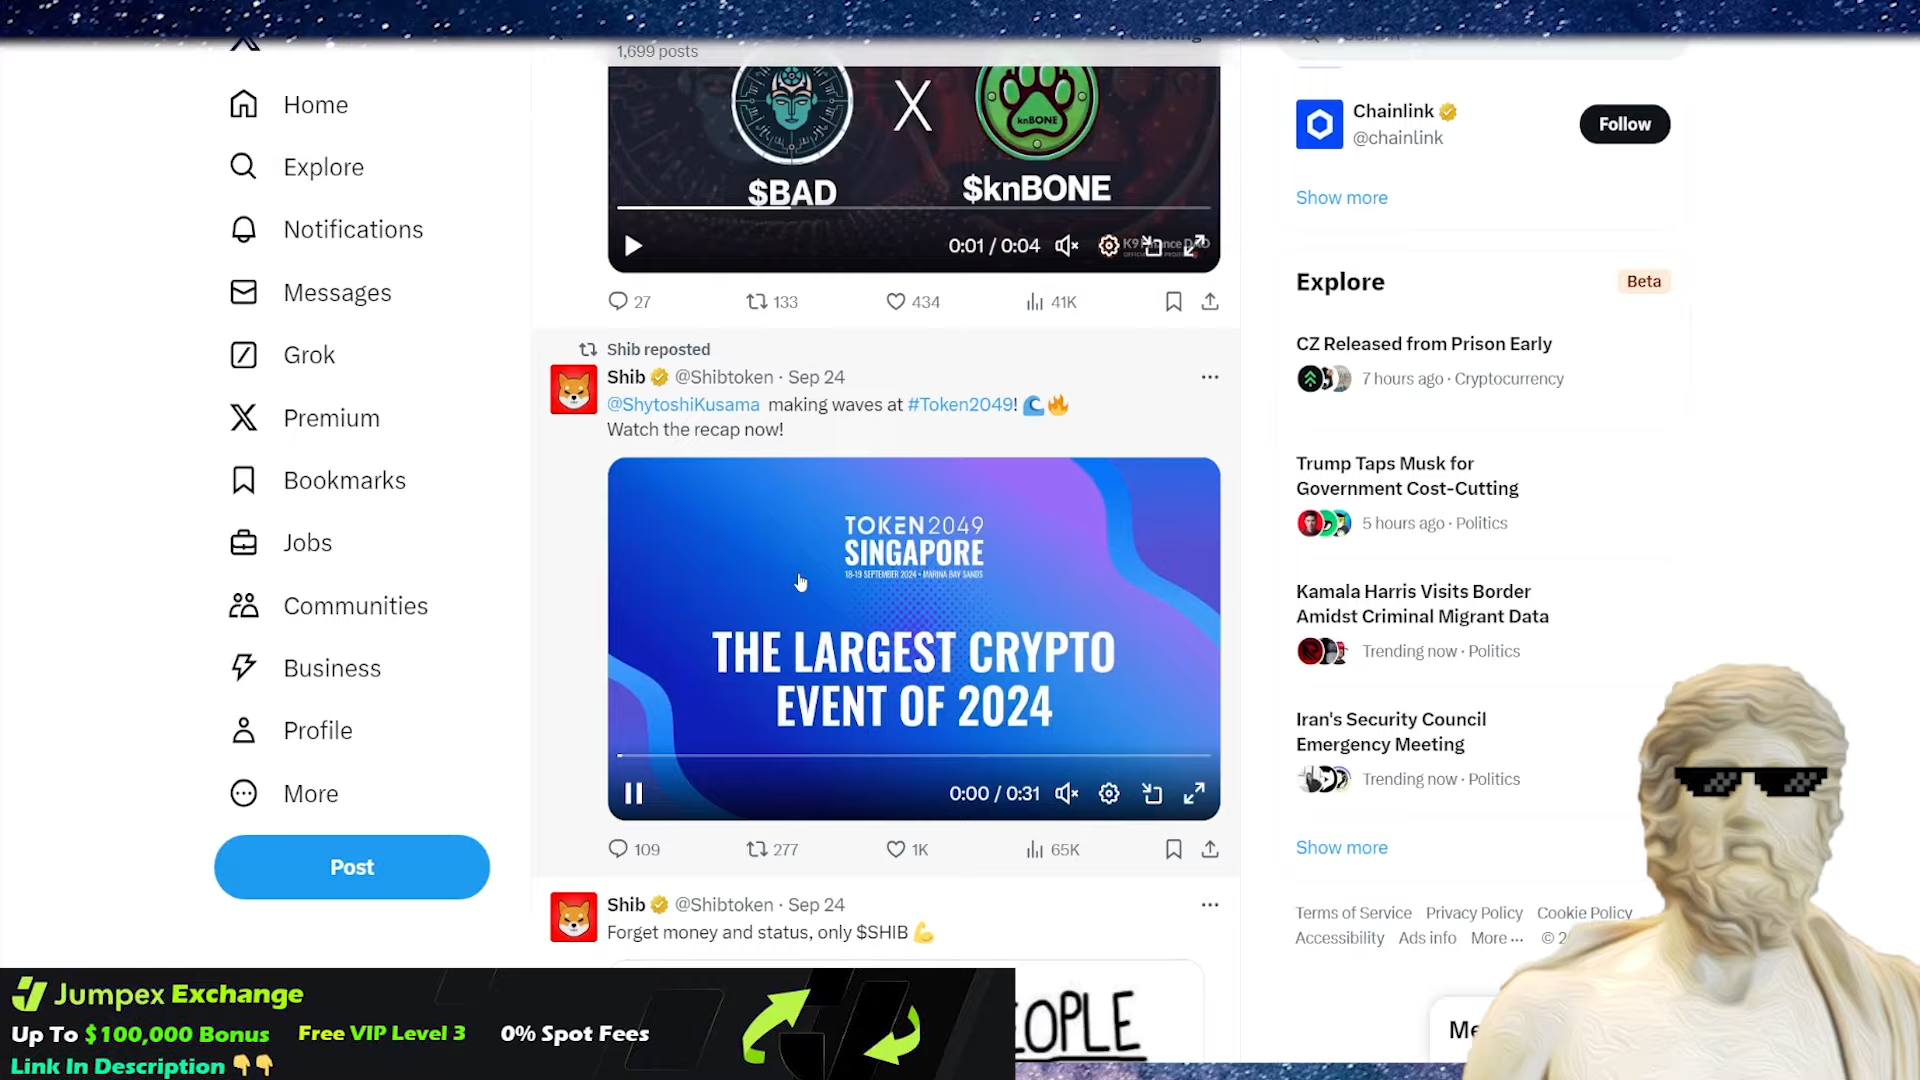 Home
Explore
Notifications
Messages
Grok
Premium
Bookmarks
Jobs
Communities
Business
Profile
More
Post
1,699 posts
X
knBONE
$BAD
$knBONE
0:01 / 0:04
27
133
434
41K
Shib reposted
Shib @Shibtoken · Sep 24
@ShytoshiKusama making waves at #Token2049! 🌊🔥
Watch the recap now!
TOKEN2049
SINGAPORE
18-19 SEPTEMBER 2024 • MARINA BAY SANDS
THE LARGEST CRYPTO
EVENT OF 2024
0:00 / 0:31
109
277
1K
65K
Shib @Shibtoken · Sep 24
Forget money and status, only $SHIB 💪
Chainlink
@chainlink
Follow
Show more
Explore
Beta
CZ Released from Prison Early
7 hours ago · Cryptocurrency
Trump Taps Musk for
Government Cost-Cutting
5 hours ago · Politics
Kamala Harris Visits Border
Amidst Criminal Migrant Data
Trending now · Politics
Iran's Security Council
Emergency Meeting
Trending now · Politics
Show more
Terms of Service Privacy Policy Cookie Policy
Accessibility Ads info More ··· ©
Jumpex Exchange
Up To $100,000 Bonus Free VIP Level 3 0% Spot Fees
Link In Description 👇👇